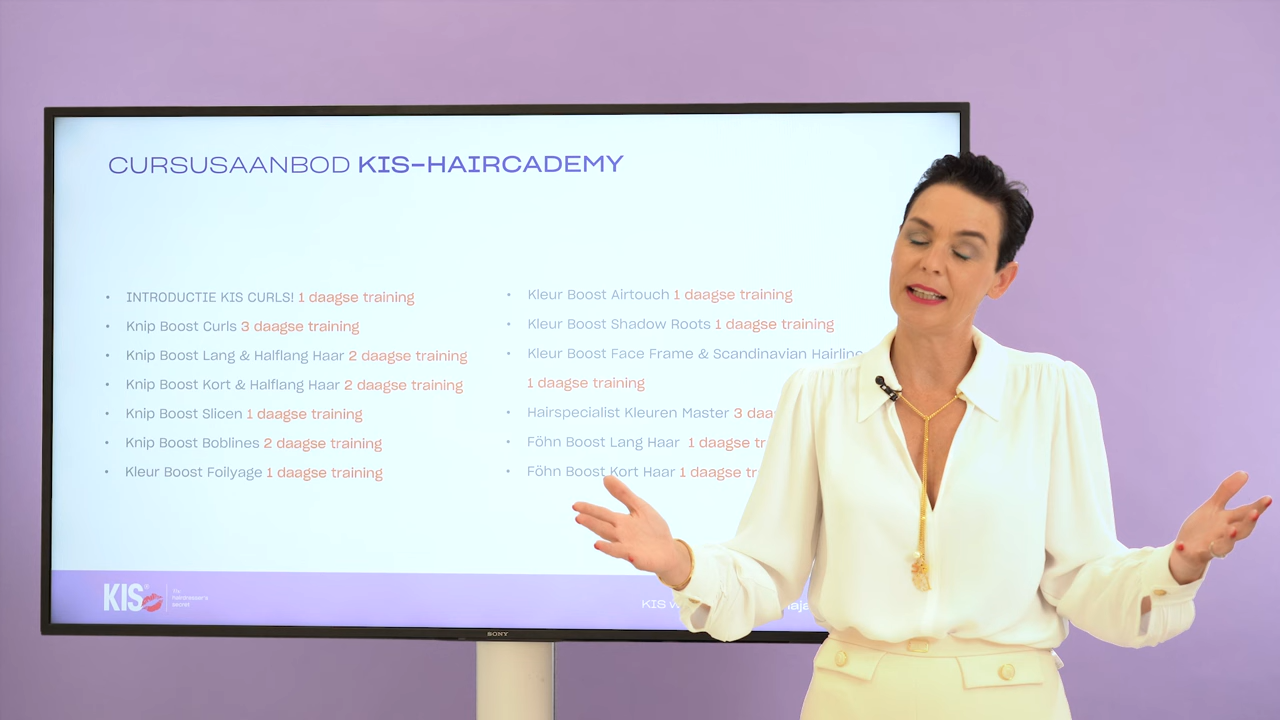 CURSUSAANBOD KIS-HAIRCADEMY
• INTRODUCTIE KIS CURLS! 1 daagse training
• Knip Boost Curls 3 daagse training
• Knip Boost Lang & Halflang Haar 2 daagse training
• Knip Boost Kort & Halflang Haar 2 daagse training
• Knip Boost Slicen 1 daagse training
• Knip Boost Boblines 2 daagse training
• Kleur Boost Foilyage 1 daagse training
• Kleur Boost Airtouch 1 daagse training
• Kleur Boost Shadow Roots 1 daagse training
• Kleur Boost Face Frame & Scandinavian Hairline
1 daagse training
• Hairspecialist Kleuren Master 3
• Föhn Boost Lang Haar 1 daagse
• Föhn Boost Kort Haar 1 daagse
KIS
hairdresser's
secret
KIS
SONY